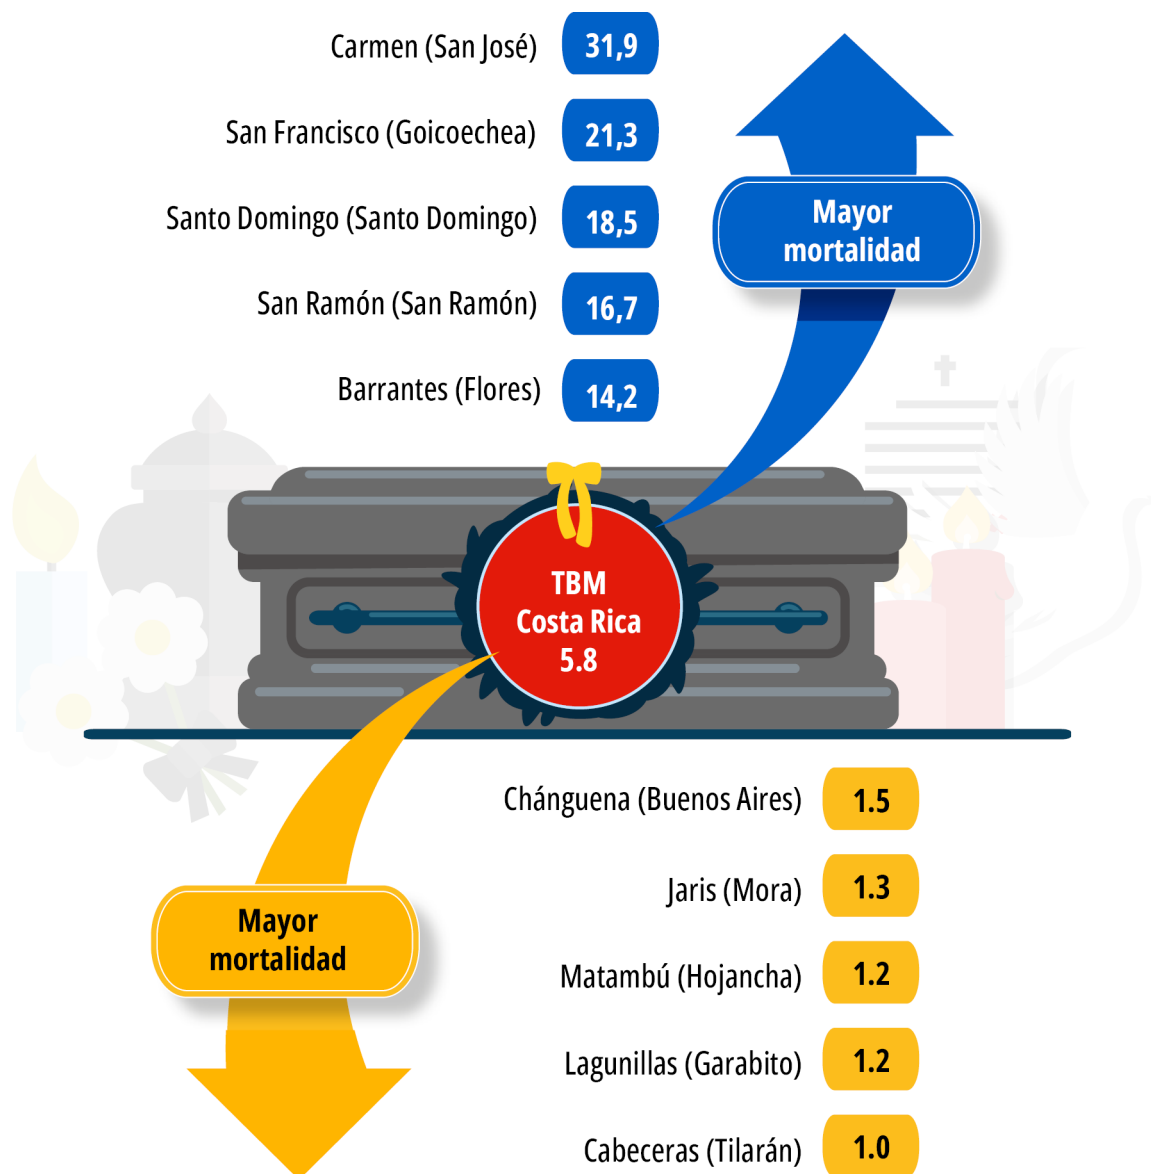 Carmen (San José) 31,9
San Francisco (Goicoechea) 21,3
Santo Domingo (Santo Domingo) 18,5
San Ramón (San Ramón) 16,7
Barrantes (Flores) 14,2
Mayor
mortalidad
TBM
Costa Rica
5.8
Chánguena (Buenos Aires) 1.5
Jaris (Mora) 1.3
Matambú (Hojancha) 1.2
Lagunillas (Garabito) 1.2
Cabeceras (Tilarán) 1.0
Mayor
mortalidad